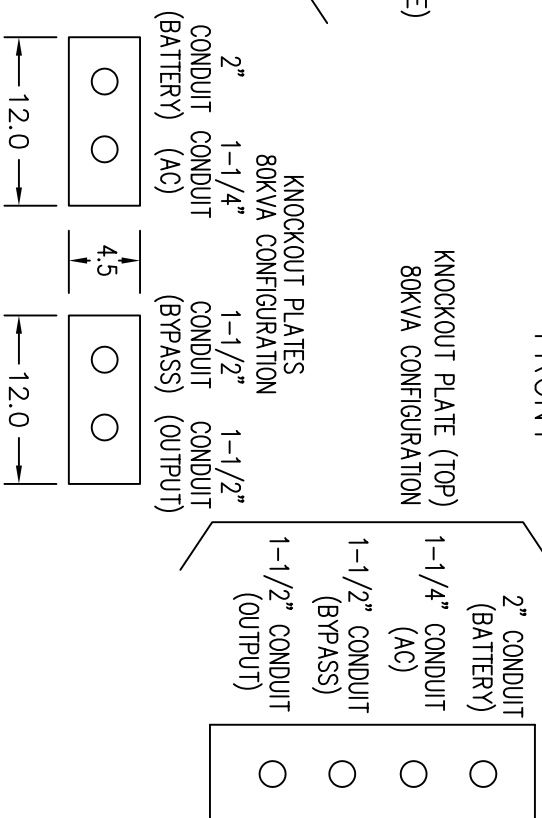 E)
FRONT
KNOCKOUT PLATE (TOP)
80KVA CONFIGURATION
2" CONDUIT
(BATTERY)
1-1/4" CONDUIT
(AC)
1-1/2" CONDUIT
(BYPASS)
1-1/2" CONDUIT
(OUTPUT)
KNOCKOUT PLATES
80KVA CONFIGURATION
2"
CONDUIT
(BATTERY)
1-1/4"
CONDUIT
(AC)
1-1/2"
CONDUIT
(BYPASS)
1-1/2"
CONDUIT
(OUTPUT)
4.5
12.0
12.0